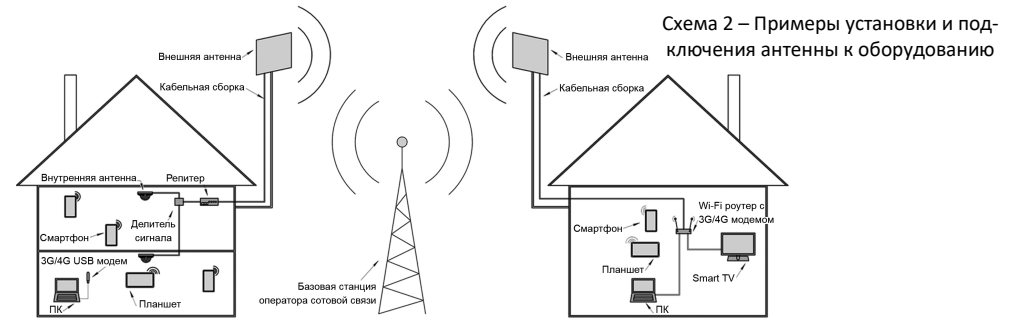 Схема 2 – Примеры установки и под-
ключения антенны к оборудованию
Внешняя антенна
Кабельная сборка
Внутренняя антенна
Репитер
Делитель
сигнала
Смартфон
3G/4G USB модем
ПК
Планшет
Базовая станция
оператора сотовой связи
Внешняя антенна
Кабельная сборка
Wi-Fi роутер с
3G/4G модемом
Смартфон
Планшет
Smart TV
ПК